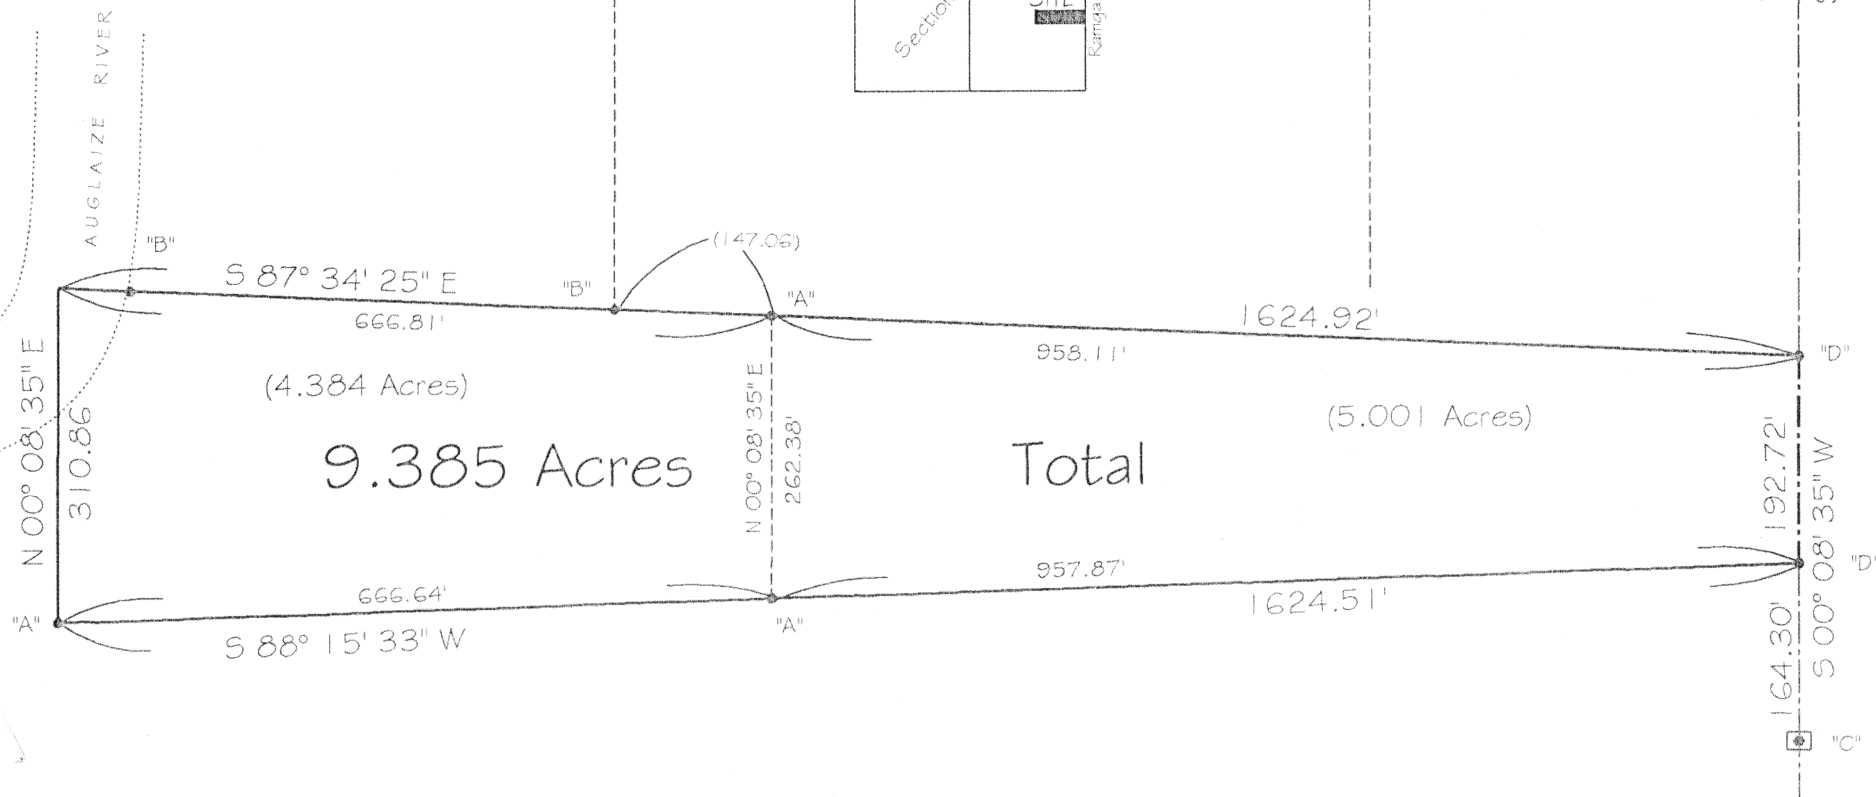 Section
AUGLAIZE RIVER
"B"
(147.06')
S 87° 34' 25" E
"B"
"A"
666.81'
1624.92'
958.11'
"D"
N 00° 08' 35" E
310.86
(4.384 Acres)
(5.001 Acres)
9.385 Acres
Total
N 00° 08' 35" E
262.38'
192.72'
S 00° 08' 35" W
666.64'
957.87'
1624.51'
"D"
"A"
S 88° 15' 33" W
"A"
164.30'
"C"